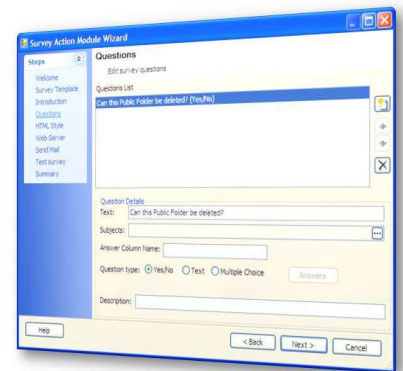 Survey Action Module Wizard
Steps
Welcome
Survey Template
Introduction
Questions
HTML Style
Web Server
Send Mail
Test survey
Summary
Questions
Edit survey questions
Questions List
Can this Public Folder be deleted? (Yes/No)
Question Details
Text: Can this Public Folder be deleted?
Subjects:
Answer Column Name:
Question type: Yes/No Text Multiple Choice Answers
Description:
Help < Back Next > Cancel